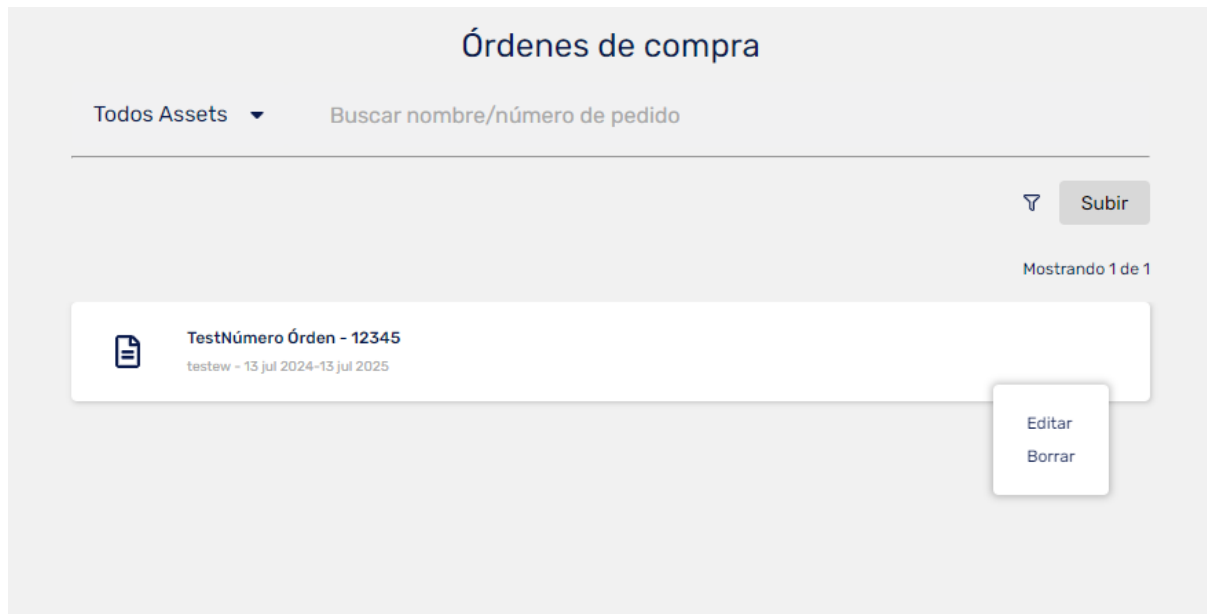 Órdenes de compra
Todos Assets
Buscar nombre/número de pedido
Subir
Mostrando 1 de 1
TestNúmero Órden - 12345
testew - 13 jul 2024-13 jul 2025
Editar
Borrar